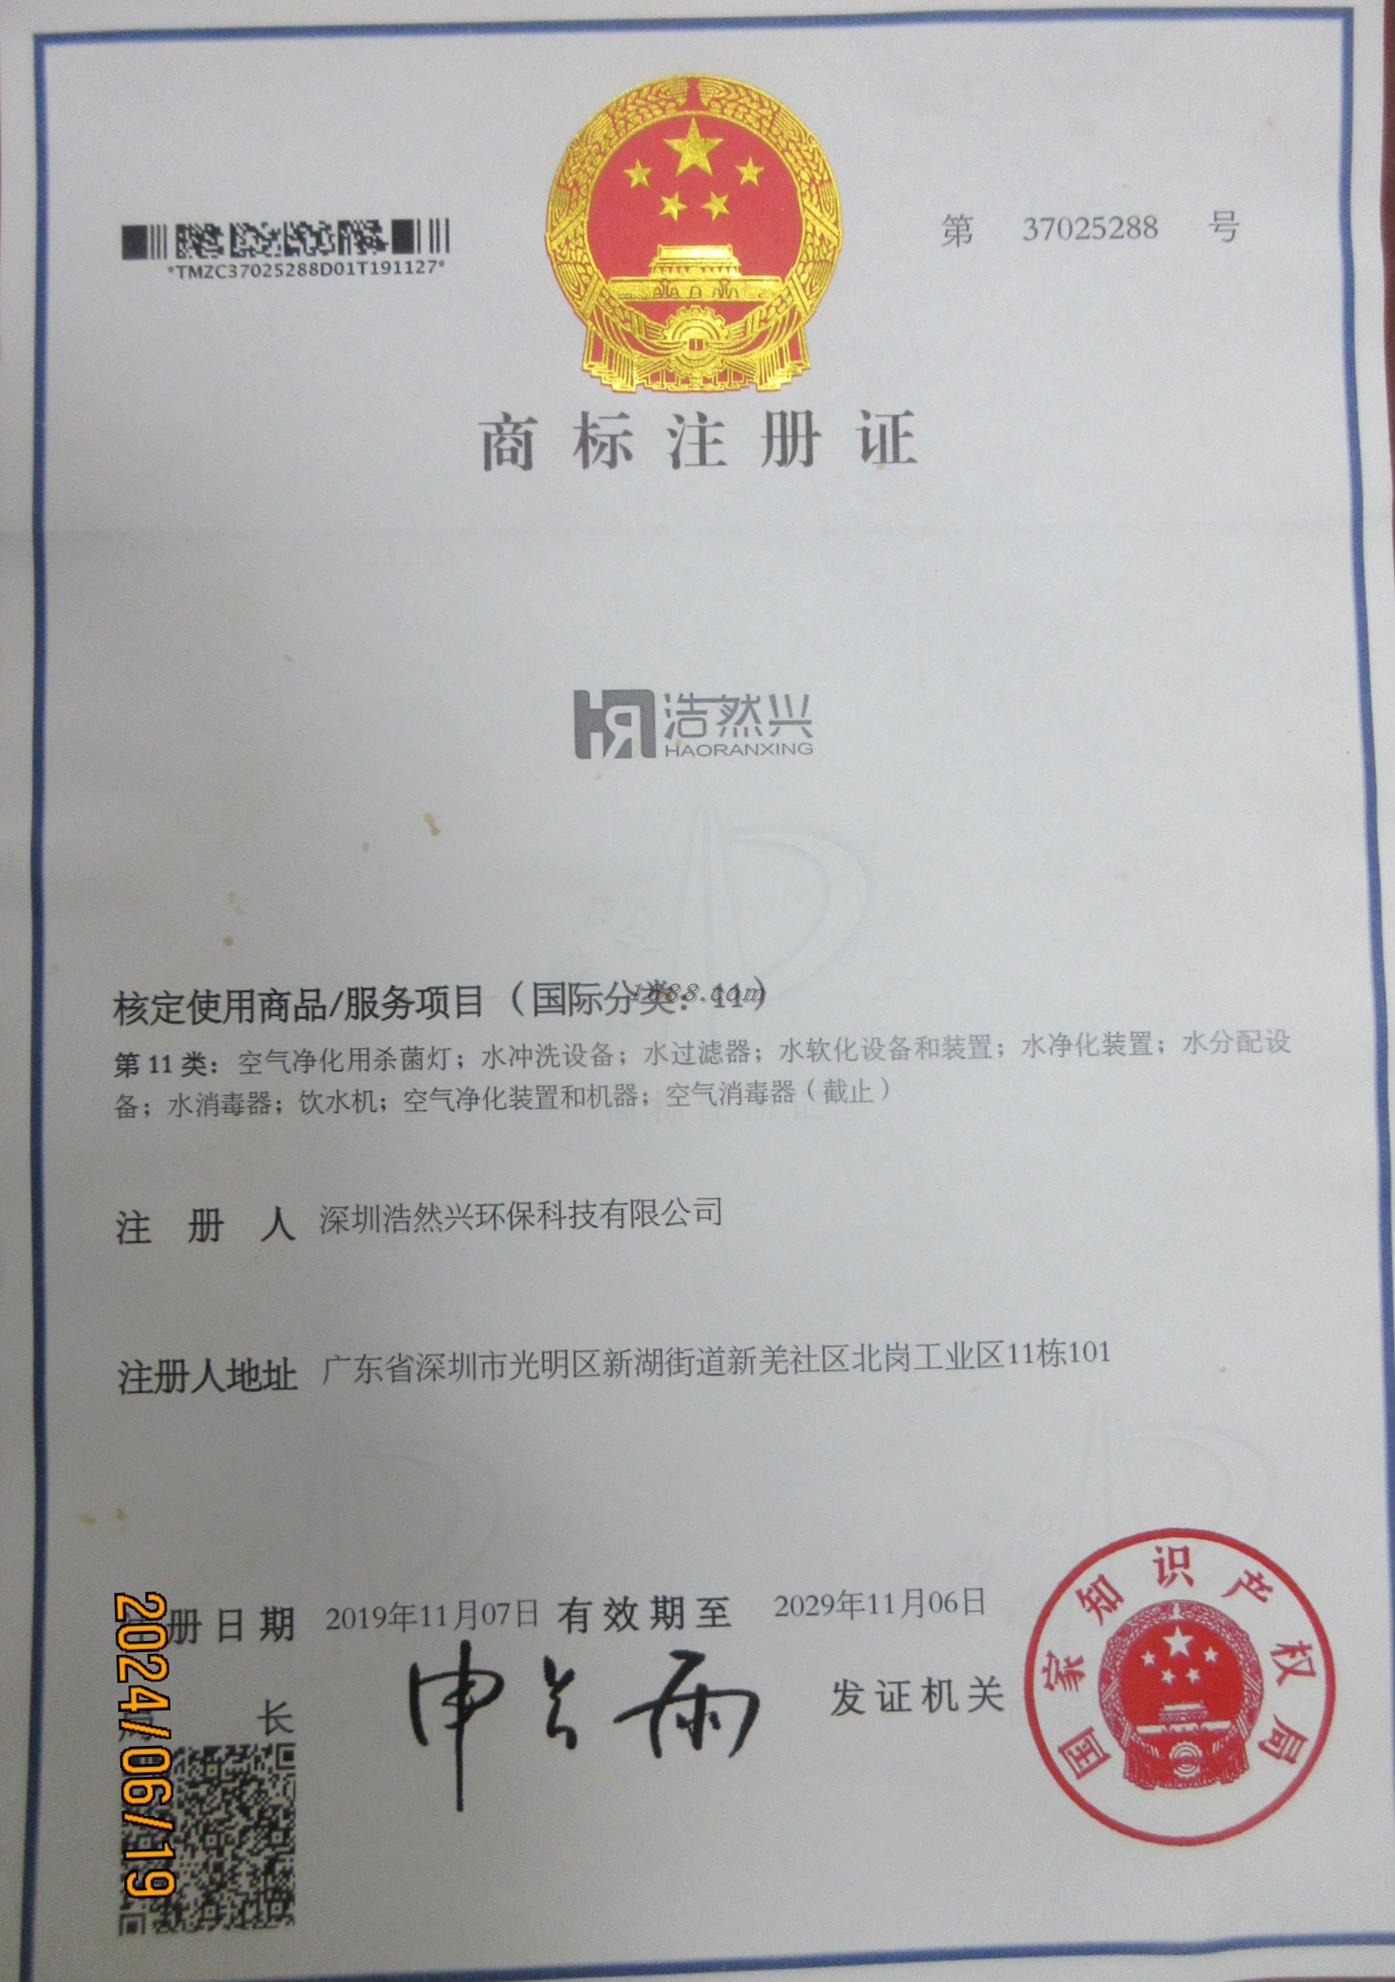 第 37025288 号
*TMZC37025288D01T191127*
商标注册证
浩然兴
HAORANXING
核定使用商品/服务项目（国际分类：11）
1688.com
第 11 类：空气净化用杀菌灯；水冲洗设备；水过滤器；水软化设备和装置；水净化装置；水分配设
备；水消毒器；饮水机；空气净化装置和机器；空气消毒器（截止）
注册人 深圳浩然兴环保科技有限公司
注册人地址 广东省深圳市光明区新湖街道新羌社区北岗工业区11栋101
注册日期 2019年11月07日 有效期至 2029年11月06日
局长 申长雨 发证机关
国家知识产权局
2024/06/19